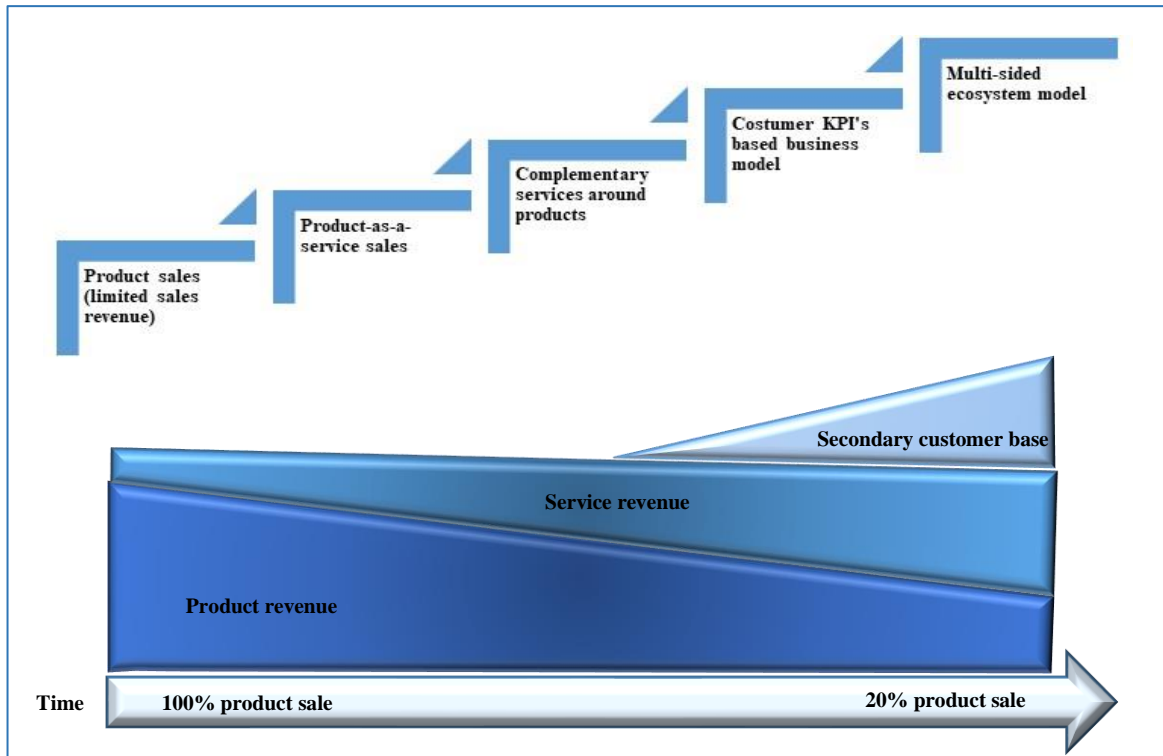 Multi-sided
ecosystem model
Costumer KPI's
based business
model
Complementary
services around
products
Product-as-a-
service sales
Product sales
(limited sales
revenue)
Secondary customer base
Service revenue
Product revenue
Time
100% product sale
20% product sale